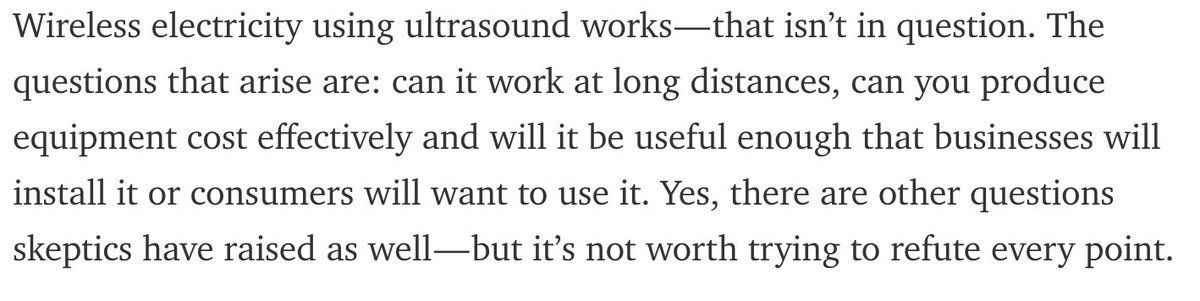 Wireless electricity using ultrasound works—that isn’t in question. The
questions that arise are: can it work at long distances, can you produce
equipment cost effectively and will it be useful enough that businesses will
install it or consumers will want to use it. Yes, there are other questions
skeptics have raised as well—but it’s not worth trying to refute every point.